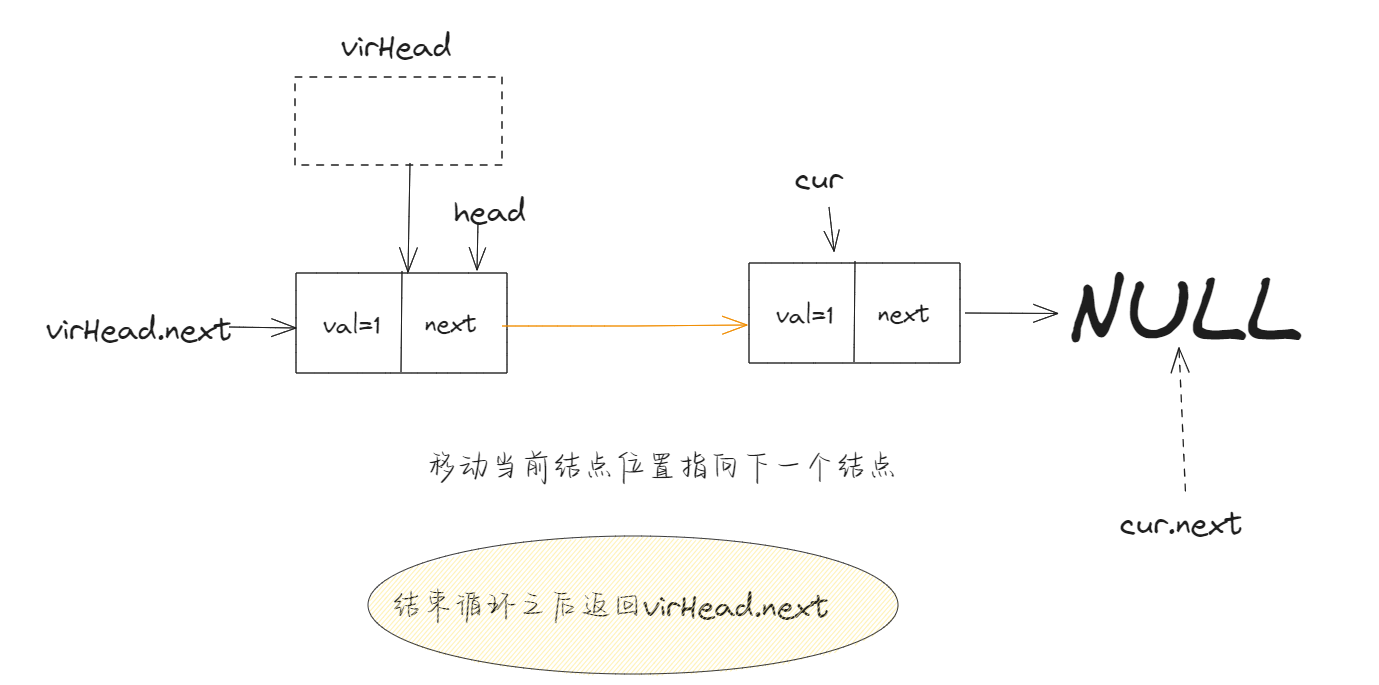 virHead
cur
head
virHead.next
val=1
next
val=1
next
NULL
移动当前结点位置指向下一个结点
cur.next
结束循环之后返回virHead.next